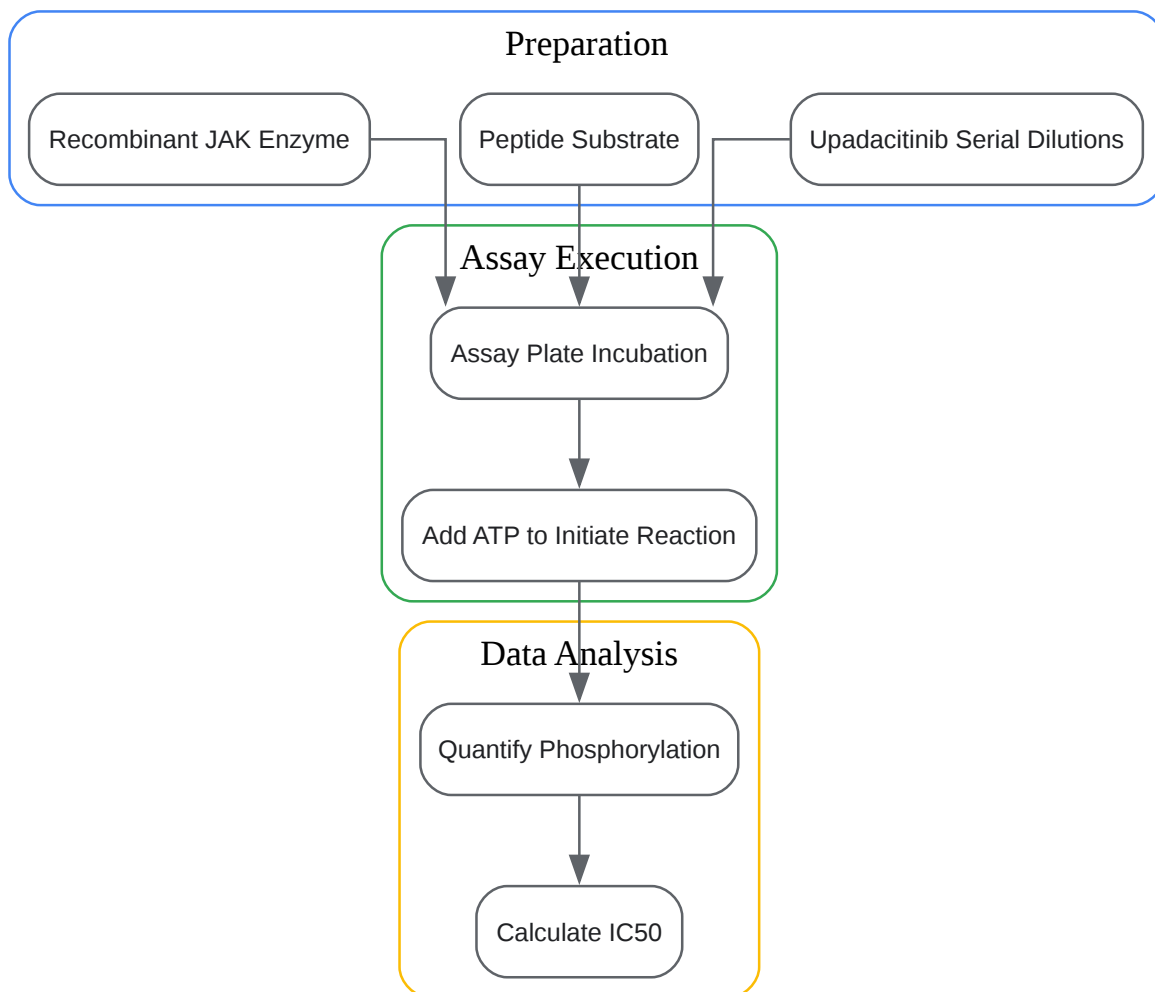 Preparation
Recombinant JAK Enzyme
Peptide Substrate
Upadacitinib Serial Dilutions
Assay Execution
Assay Plate Incubation
Add ATP to Initiate Reaction
Data Analysis
Quantify Phosphorylation
Calculate IC50